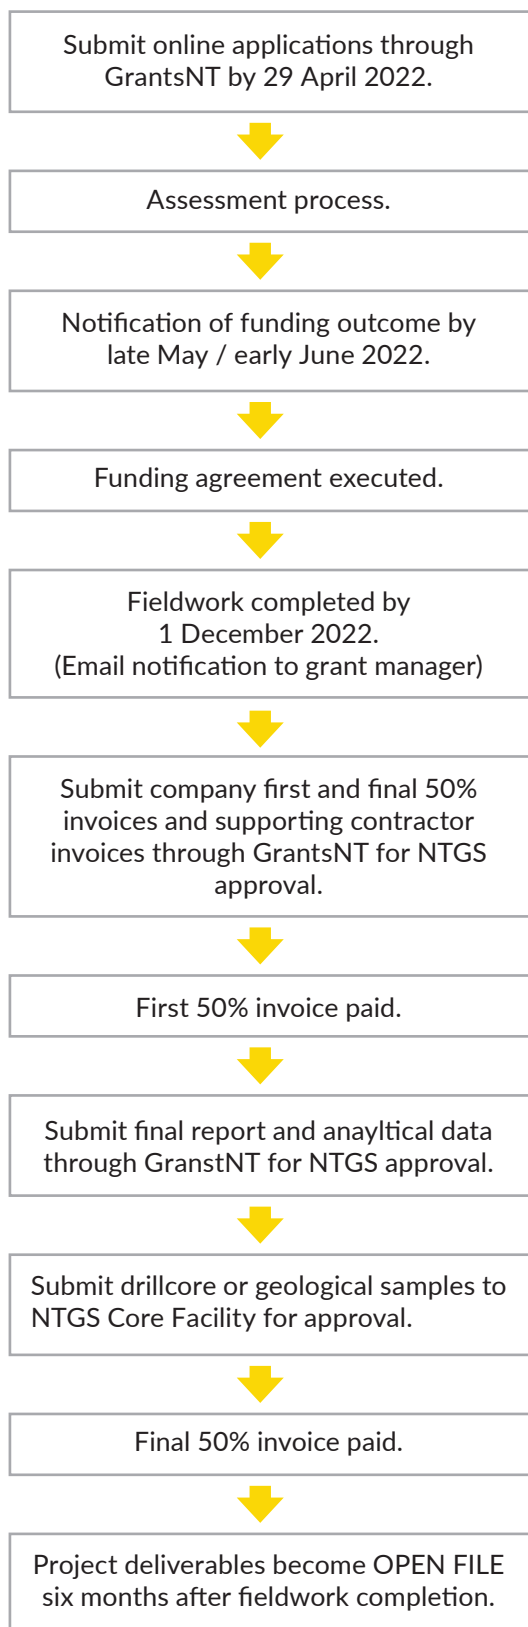 Submit online applications through
GrantsNT by 29 April 2022.
Assessment process.
Notification of funding outcome by
late May / early June 2022.
Funding agreement executed.
Fieldwork completed by
1 December 2022.
(Email notification to grant manager)
Submit company first and final 50%
invoices and supporting contractor
invoices through GrantsNT for NTGS
approval.
First 50% invoice paid.
Submit final report and anayltical data
through GranstNT for NTGS approval.
Submit drillcore or geological samples to
NTGS Core Facility for approval.
Final 50% invoice paid.
Project deliverables become OPEN FILE
six months after fieldwork completion.